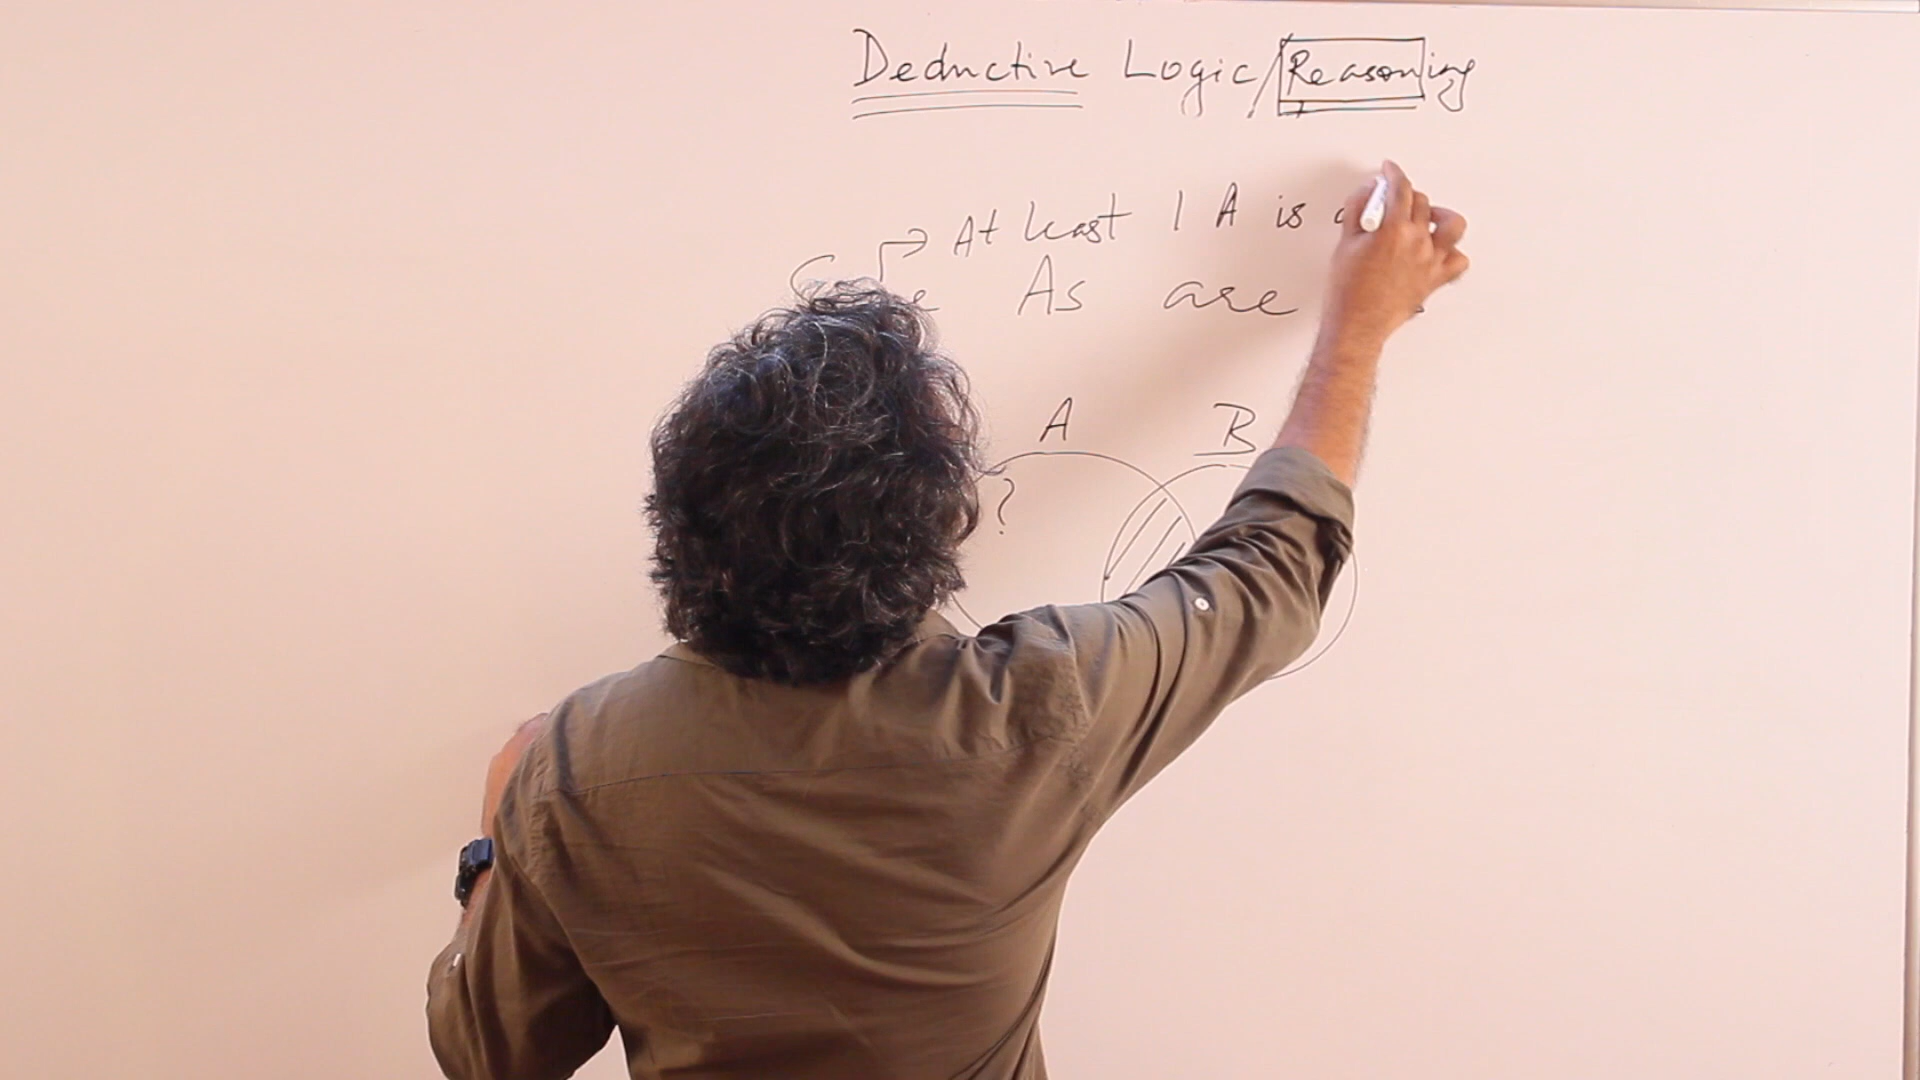 Deductive Logic/Reasoning
→ At least 1 A is a
As are
A B
?